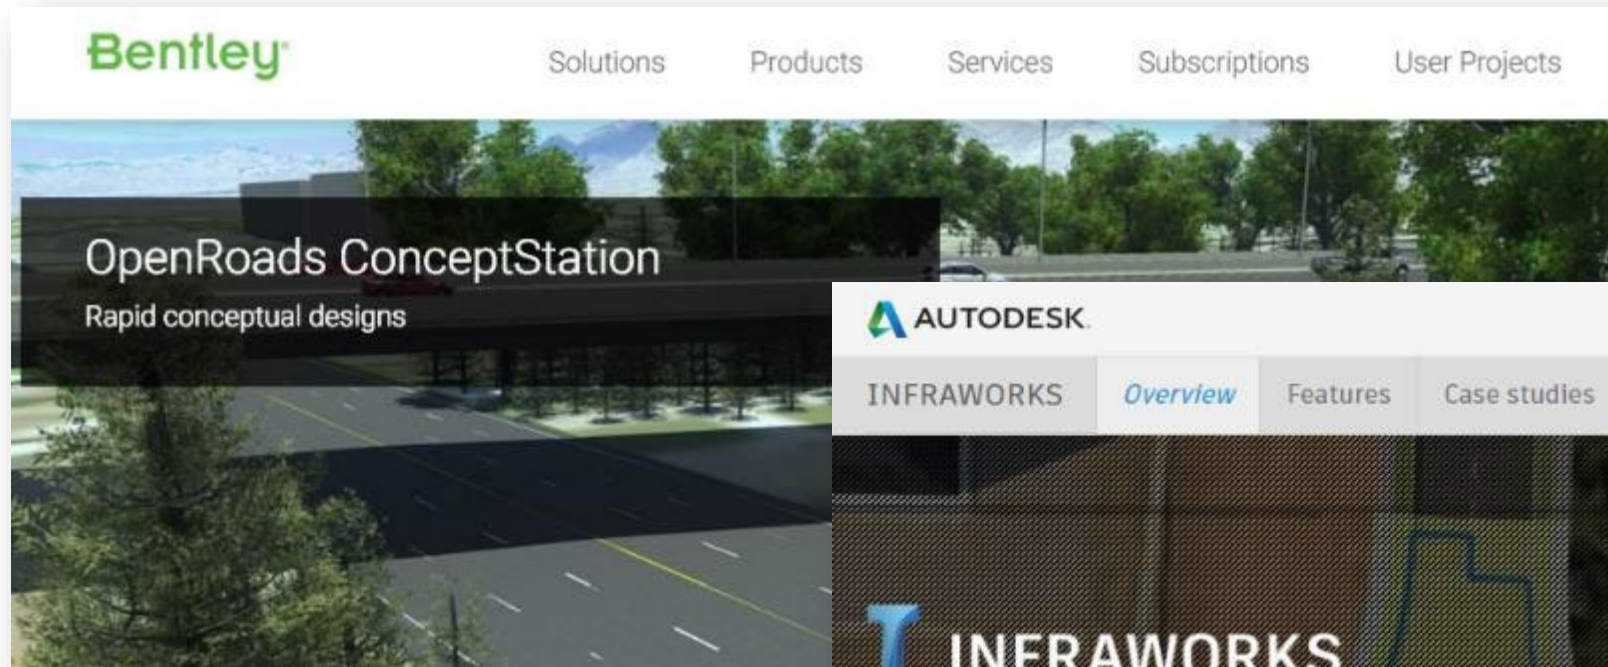 Bentley
Solutions Products Services Subscriptions User Projects
OpenRoads ConceptStation
Rapid conceptual designs
AUTODESK.
INFRAWORKS Overview Features Case studies
INFRAWORKS